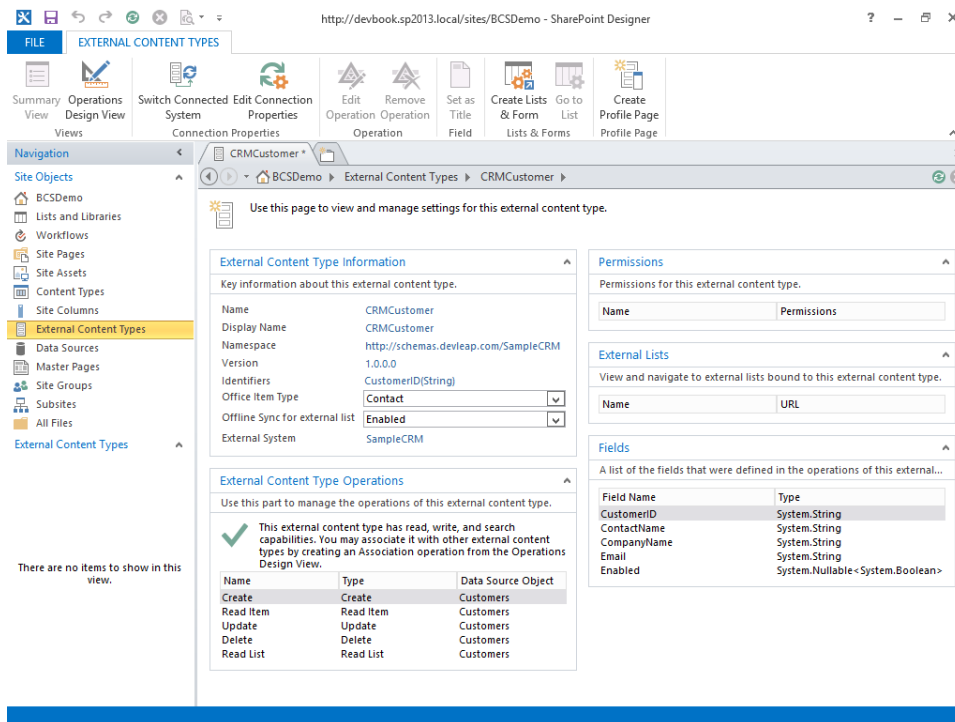 http://devbook.sp2013.local/sites/BCSDemo - SharePoint Designer
?
FILE
EXTERNAL CONTENT TYPES
Summary View
Operations Design View
Views
Switch Connected System
Edit Connection Properties
Connection Properties
Edit Operation
Remove Operation
Operation
Set as Title
Field
Create Lists & Form
Go to List
Lists & Forms
Create Profile Page
Profile Page
Navigation
Site Objects
BCSDemo
Lists and Libraries
Workflows
Site Pages
Site Assets
Content Types
Site Columns
External Content Types
Data Sources
Master Pages
Site Groups
Subsites
All Files
External Content Types
There are no items to show in this
view.
CRMCustomer *
BCSDemo External Content Types CRMCustomer
Use this page to view and manage settings for this external content type.
External Content Type Information
Key information about this external content type.
Name CRMCustomer
Display Name CRMCustomer
Namespace http://schemas.devleap.com/SampleCRM
Version 1.0.0.0
Identifiers CustomerID(String)
Office Item Type Contact
Offline Sync for external list Enabled
External System SampleCRM
External Content Type Operations
Use this part to manage the operations of this external content type.
This external content type has read, write, and search
capabilities. You may associate it with other external content
types by creating an Association operation from the Operations
Design View.
Name Type Data Source Object
Create Create Customers
Read Item Read Item Customers
Update Update Customers
Delete Delete Customers
Read List Read List Customers
Permissions
Permissions for this external content type.
Name Permissions
External Lists
View and navigate to external lists bound to this external content type.
Name URL
Fields
A list of the fields that were defined in the operations of this external...
Field Name Type
CustomerID System.String
ContactName System.String
CompanyName System.String
Email System.String
Enabled System.Nullable<System.Boolean>